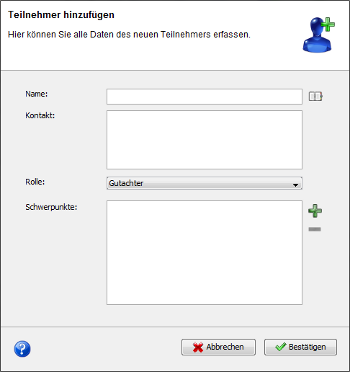 Teilnehmer hinzufügen
Hier können Sie alle Daten des neuen Teilnehmers erfassen.
Name:
Kontakt:
Rolle:
Gutachter
Schwerpunkte:
?
Abbrechen
Bestätigen